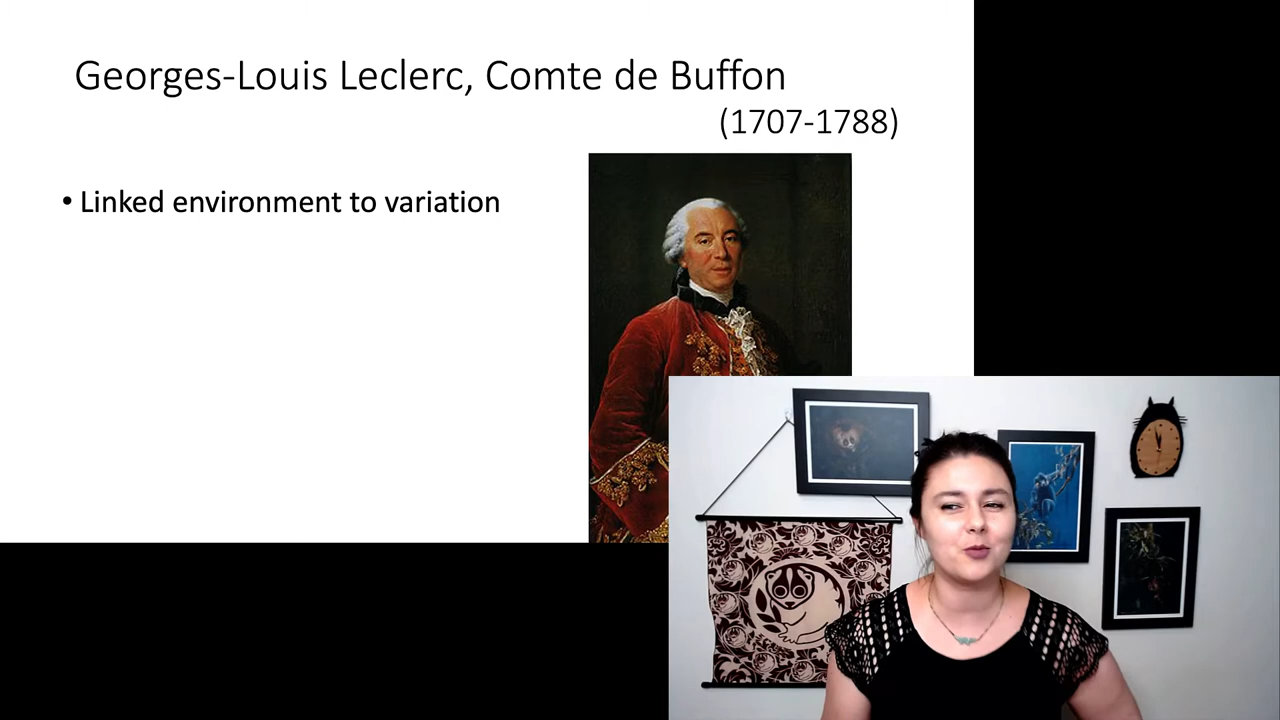 Georges-Louis Leclerc, Comte de Buffon
(1707-1788)
• Linked environment to variation